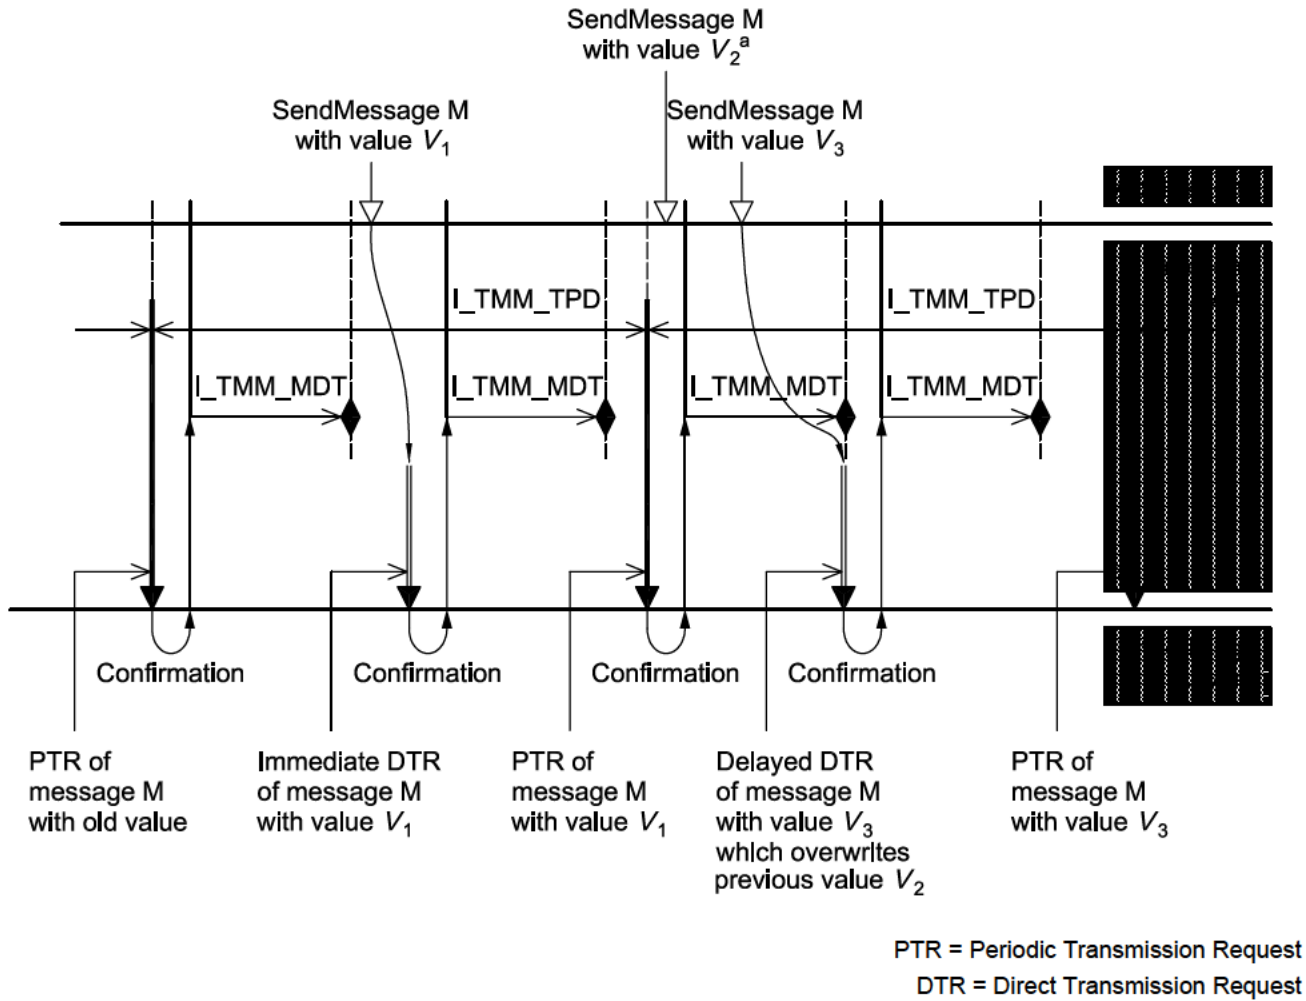 SendMessage M
with value V2a
SendMessage M
with value V1
SendMessage M
with value V3
I_TMM_TPD
I_TMM_TPD
I_TMM_MDT
I_TMM_MDT
I_TMM_MDT
I_TMM_MDT
Confirmation
Confirmation
Confirmation
Confirmation
PTR of
message M
with old value
Immediate DTR
of message M
with value V1
PTR of
message M
with value V1
Delayed DTR
of message M
with value V3
which overwrites
previous value V2
PTR of
message M
with value V3
PTR = Periodic Transmission Request
DTR = Direct Transmission Request